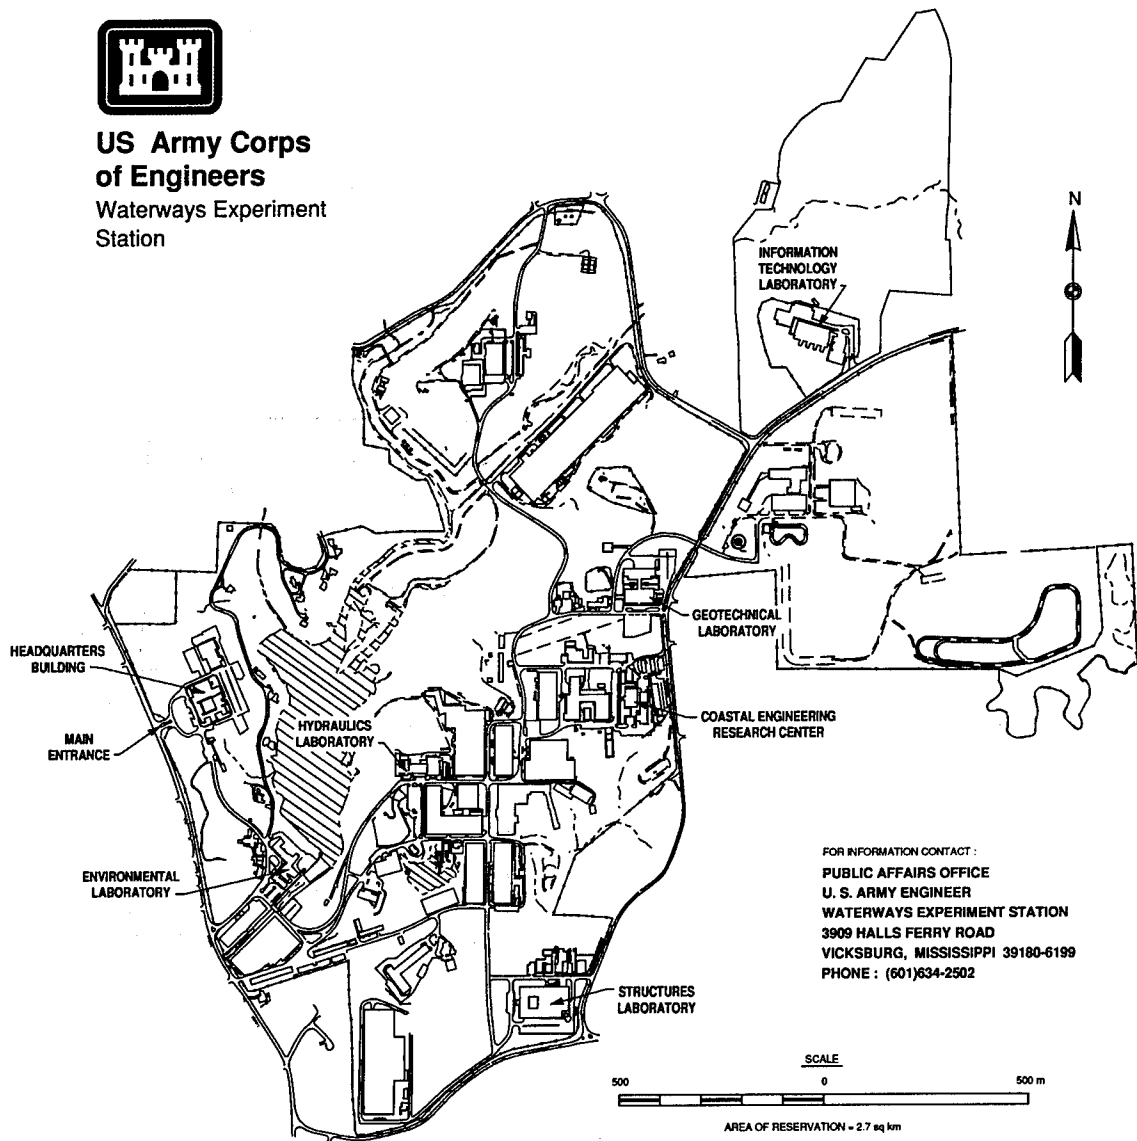 US Army Corps
of Engineers
Waterways Experiment
Station
N
INFORMATION
TECHNOLOGY
LABORATORY
GEOTECHNICAL
LABORATORY
HEADQUARTERS
BUILDING
MAIN
ENTRANCE
HYDRAULICS
LABORATORY
COASTAL ENGINEERING
RESEARCH CENTER
ENVIRONMENTAL
LABORATORY
STRUCTURES
LABORATORY
FOR INFORMATION CONTACT :
PUBLIC AFFAIRS OFFICE
U. S. ARMY ENGINEER
WATERWAYS EXPERIMENT STATION
3909 HALLS FERRY ROAD
VICKSBURG, MISSISSIPPI 39180-6199
PHONE : (601)634-2502
SCALE
500 0 500 m
AREA OF RESERVATION = 2.7 sq km